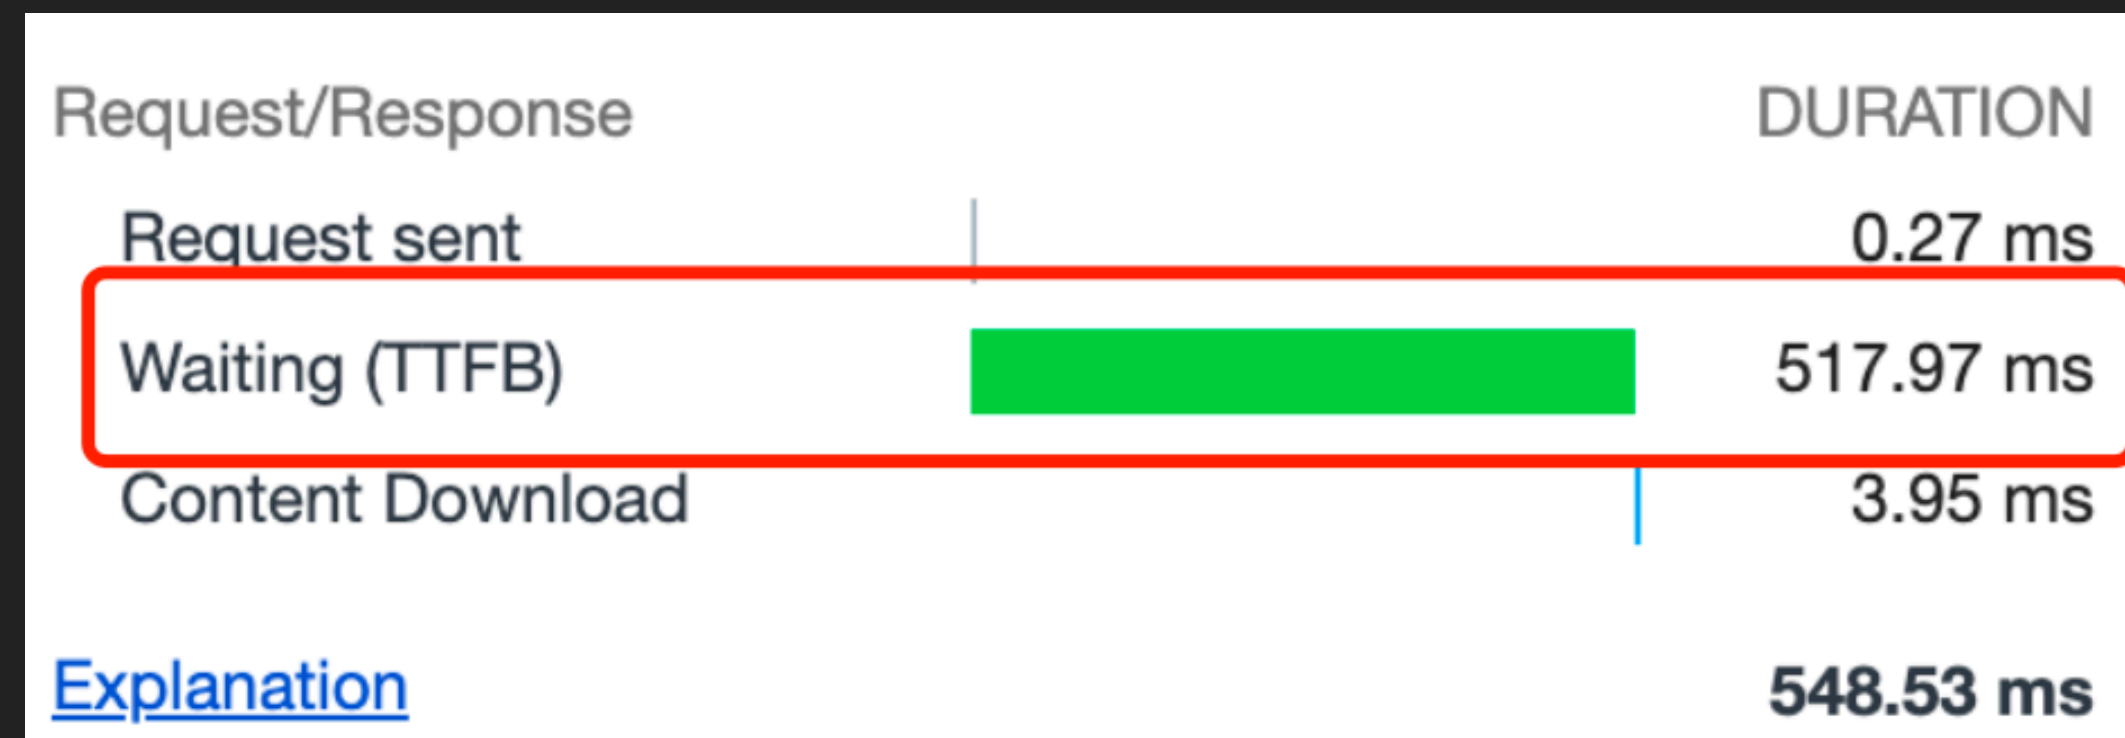 Request/Response DURATION
Request sent 0.27 ms
Waiting (TTFB) 517.97 ms
Content Download 3.95 ms
Explanation 548.53 ms